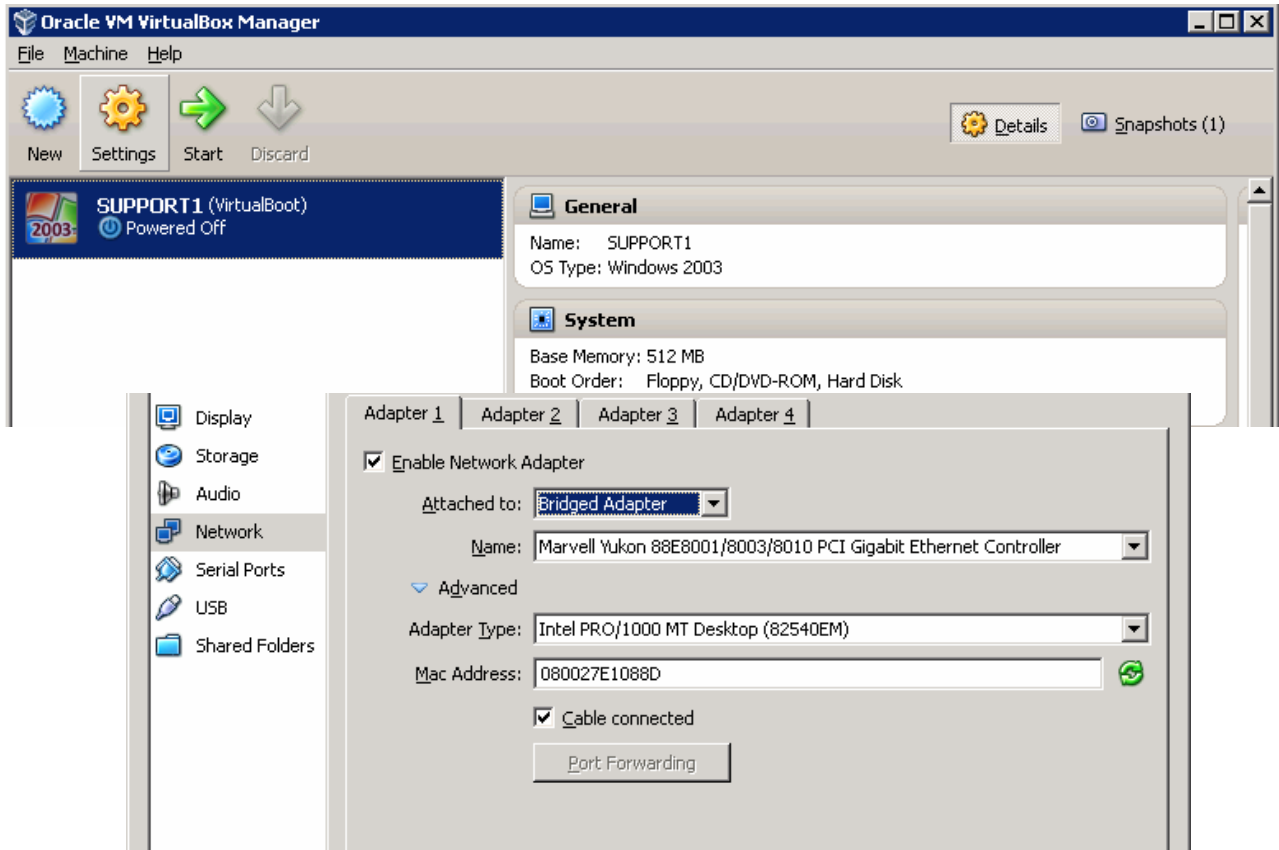 Oracle VM VirtualBox Manager
File Machine Help
New Settings Start Discard
Details Snapshots (1)
SUPPORT1 (VirtualBoot)
2003
Powered Off
General
Name: SUPPORT1
OS Type: Windows 2003
System
Base Memory: 512 MB
Boot Order: Floppy, CD/DVD-ROM, Hard Disk
Display
Storage
Audio
Network
Serial Ports
USB
Shared Folders
Adapter 1 Adapter 2 Adapter 3 Adapter 4
Enable Network Adapter
Attached to: Bridged Adapter
Name: Marvell Yukon 88E8001/8003/8010 PCI Gigabit Ethernet Controller
Advanced
Adapter Type: Intel PRO/1000 MT Desktop (82540EM)
Mac Address: 080027E1088D
Cable connected
Port Forwarding